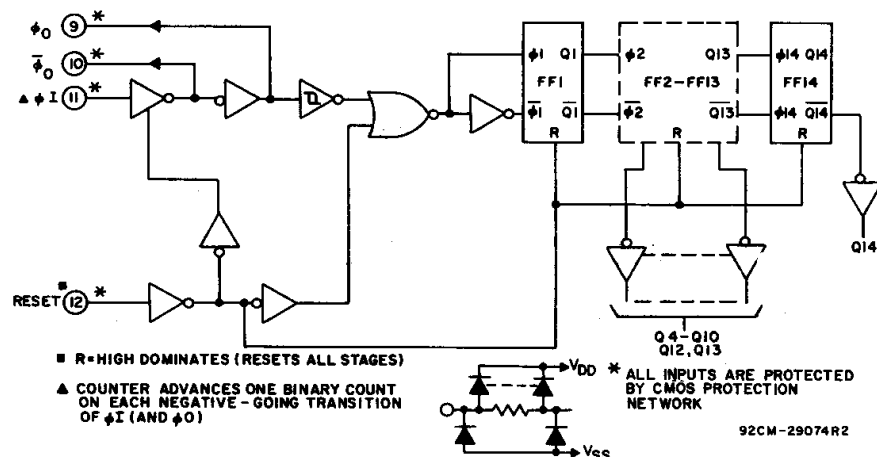 ϕ0 9 *
ϕ̅0 10 *
▲ ϕI 11 *
ϕ1 Q1
FF1
ϕ̅1 Q̅1
R
ϕ2 Q13
FF2-FF13
ϕ̅2 Q̅13
R
ϕ14 Q14
FF14
ϕ̅14 Q̅14
R
Q14
RESET ■ 12 *
Q4-Q10
Q12, Q13
■ R=HIGH DOMINATES (RESETS ALL STAGES)
▲ COUNTER ADVANCES ONE BINARY COUNT
ON EACH NEGATIVE-GOING TRANSITION
OF ϕI (AND ϕO)
VDD
VSS
* ALL INPUTS ARE PROTECTED
BY CMOS PROTECTION
NETWORK
92CM-29074R2